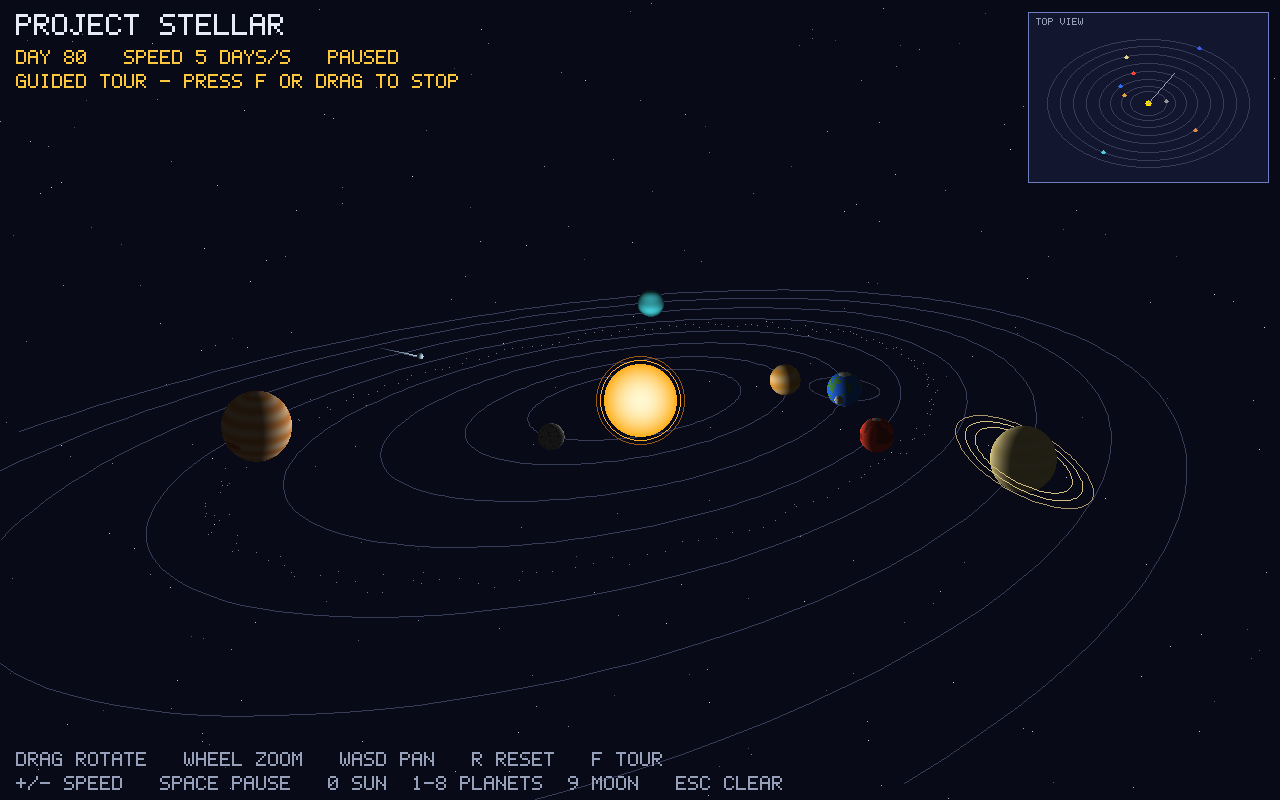 PROJECT STELLAR
DAY 80   SPEED 5 DAYS/S   PAUSED
GUIDED TOUR - PRESS F OR DRAG TO STOP
TOP VIEW
DRAG ROTATE   WHEEL ZOOM   WASD PAN   R RESET   F TOUR
+/- SPEED   SPACE PAUSE   0 SUN  1-8 PLANETS  9 MOON   ESC CLEAR